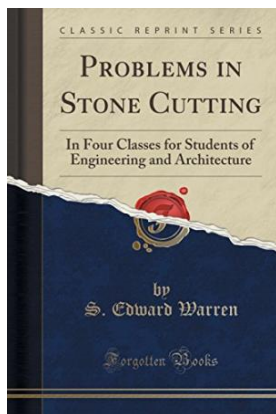 CLASSIC REPRINT SERIES
PROBLEMS IN
STONE CUTTING
In Four Classes for Students of
Engineering and Architecture
by
S. Edward Warren
Forgotten Books